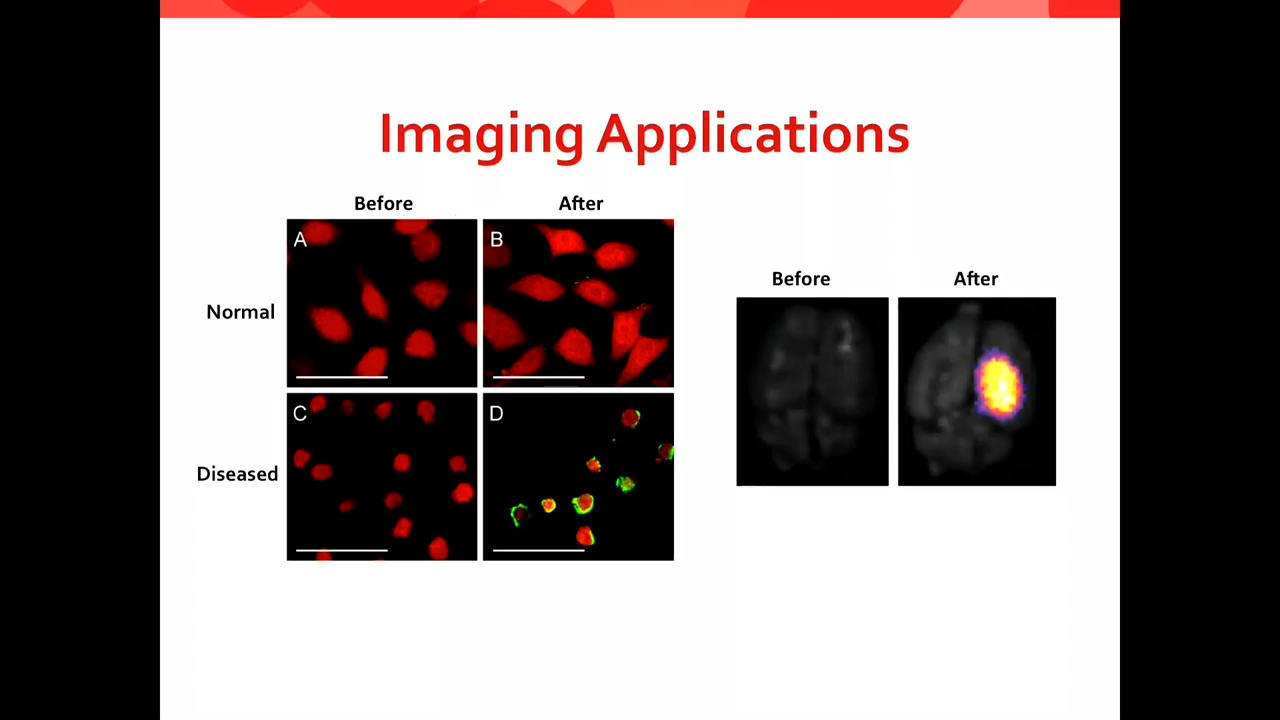 Imaging Applications
Before
After
A
B
Normal
C
D
Diseased
Before
After